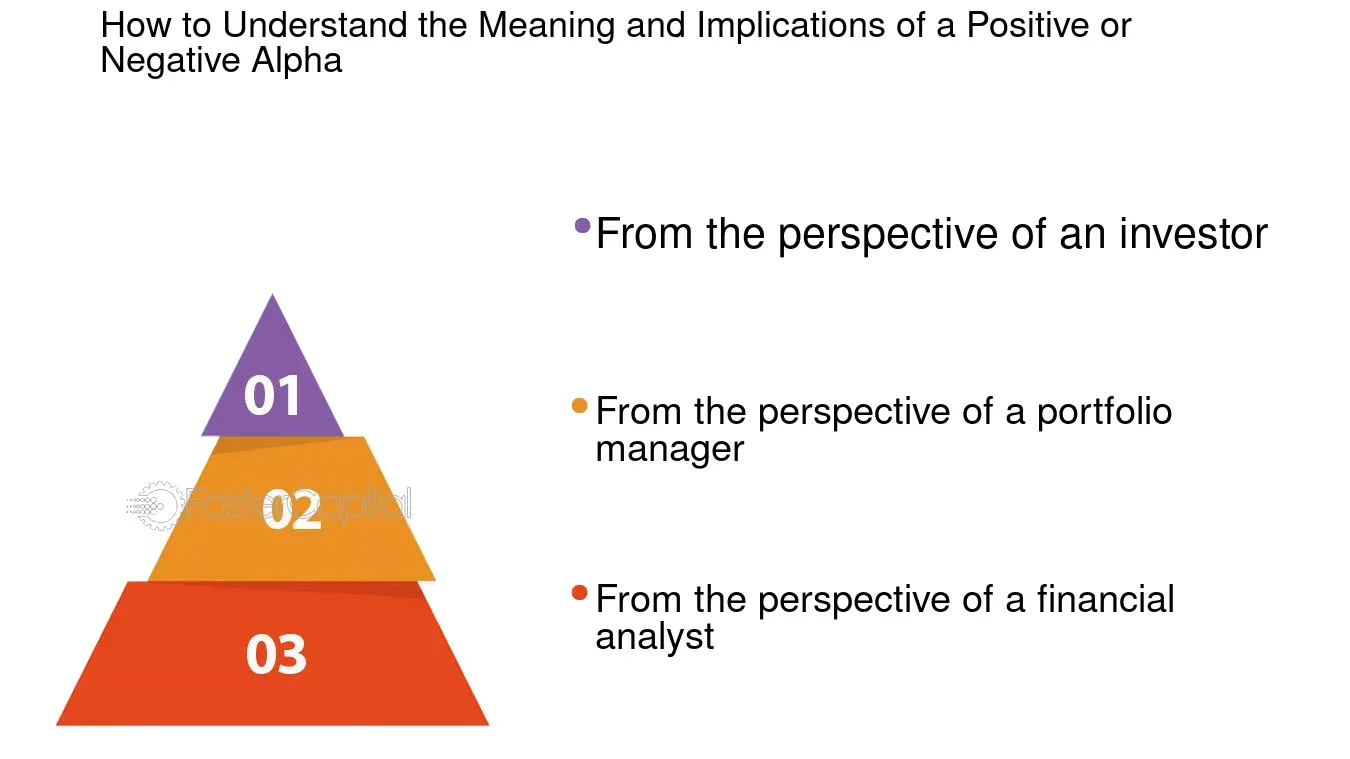 How to Understand the Meaning and Implications of a Positive or
Negative Alpha
From the perspective of an investor
01
From the perspective of a portfolio
manager
FasterCapital
02
From the perspective of a financial
analyst
03